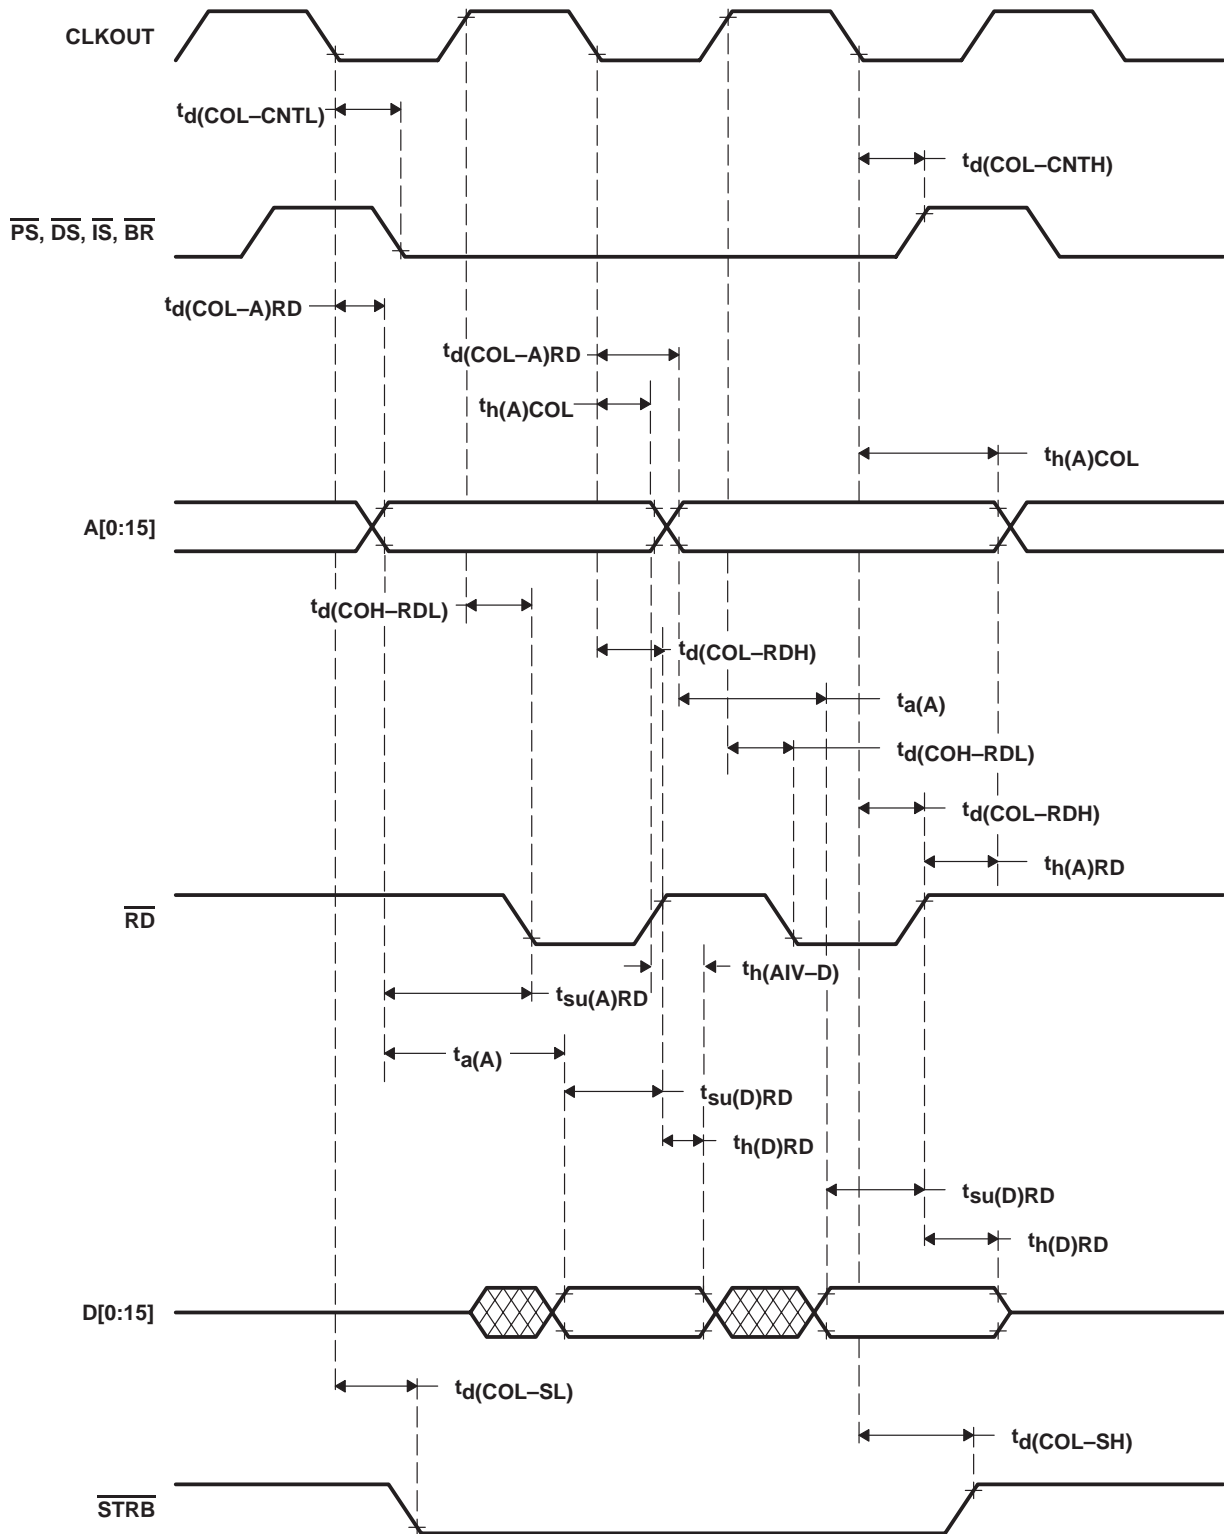 CLKOUT
td(COL–CNTL)
td(COL–CNTH)
PS, DS, IS, BR
td(COL–A)RD
td(COL–A)RD
th(A)COL
th(A)COL
A[0:15]
td(COH–RDL)
td(COL–RDH)
ta(A)
td(COH–RDL)
td(COL–RDH)
th(A)RD
RD
th(AIV–D)
tsu(A)RD
ta(A)
tsu(D)RD
th(D)RD
tsu(D)RD
th(D)RD
D[0:15]
td(COL–SL)
td(COL–SH)
STRB